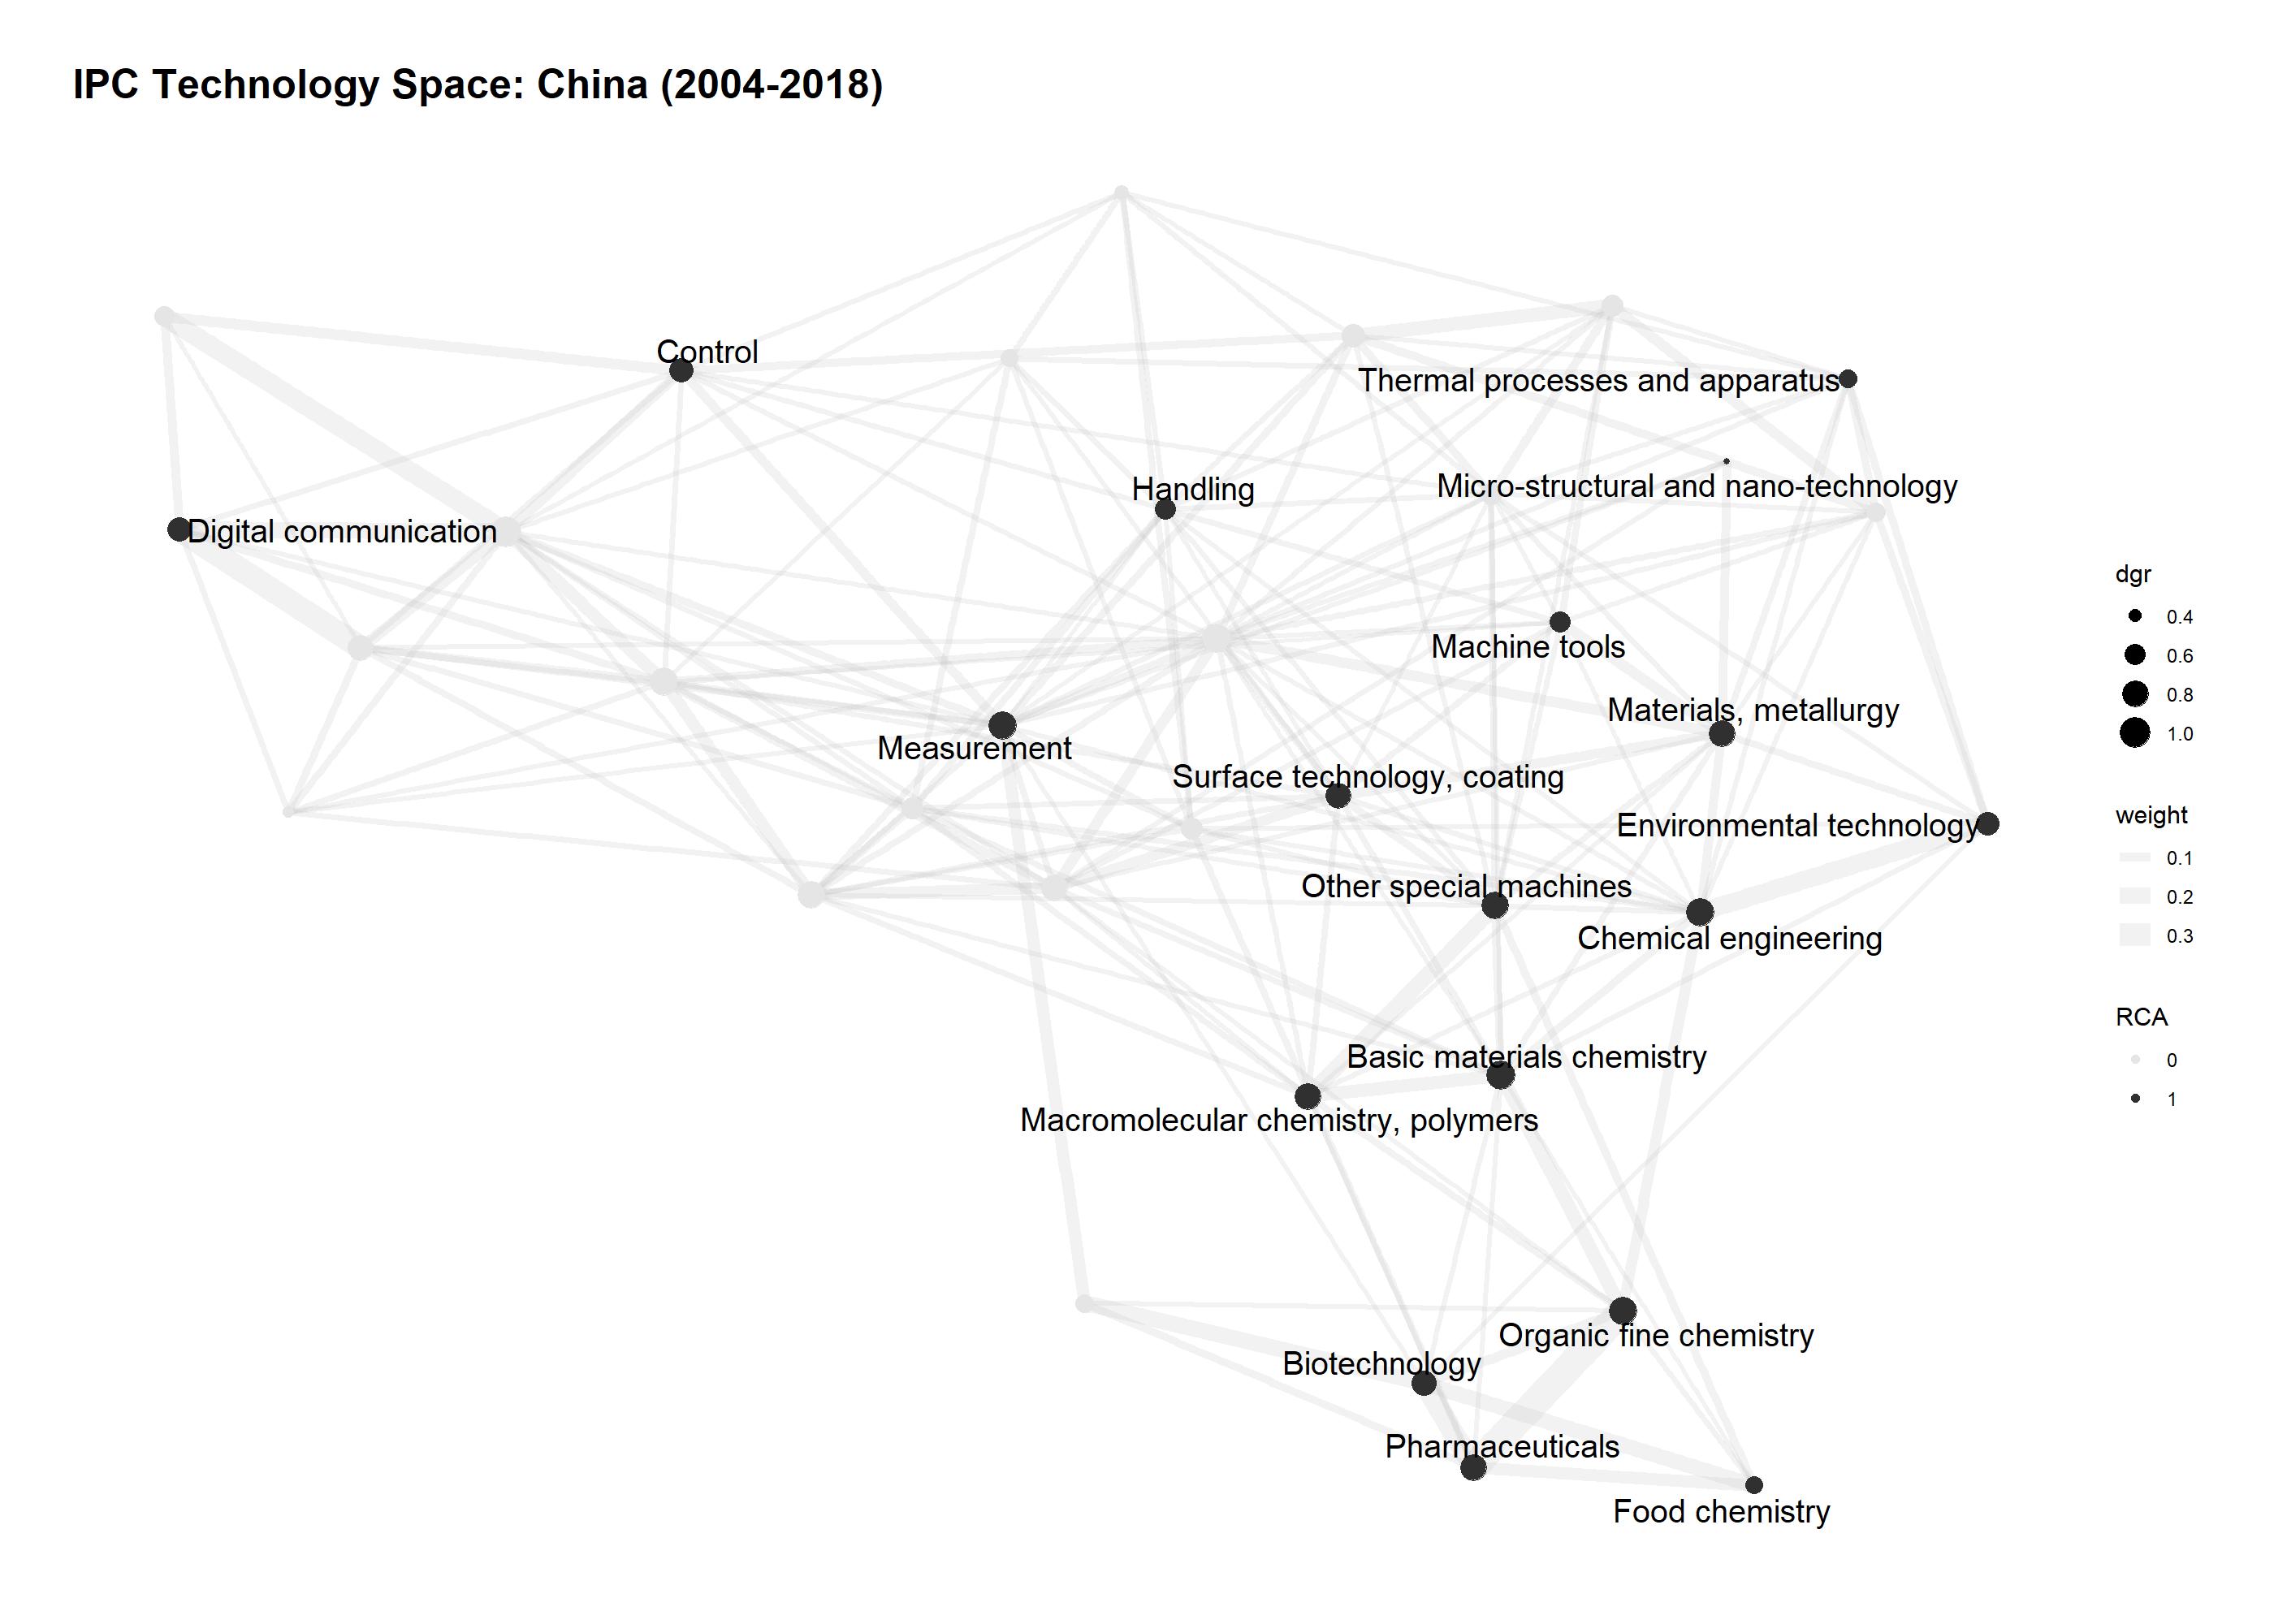 IPC Technology Space: China (2004-2018)
Control
Thermal processes and apparatus
Handling
Micro-structural and nano-technology
Digital communication
Machine tools
Materials, metallurgy
Measurement
Surface technology, coating
Environmental technology
Other special machines
Chemical engineering
Basic materials chemistry
Macromolecular chemistry, polymers
Organic fine chemistry
Biotechnology
Pharmaceuticals
Food chemistry
dgr
0.4
0.6
0.8
1.0
weight
0.1
0.2
0.3
RCA
0
1